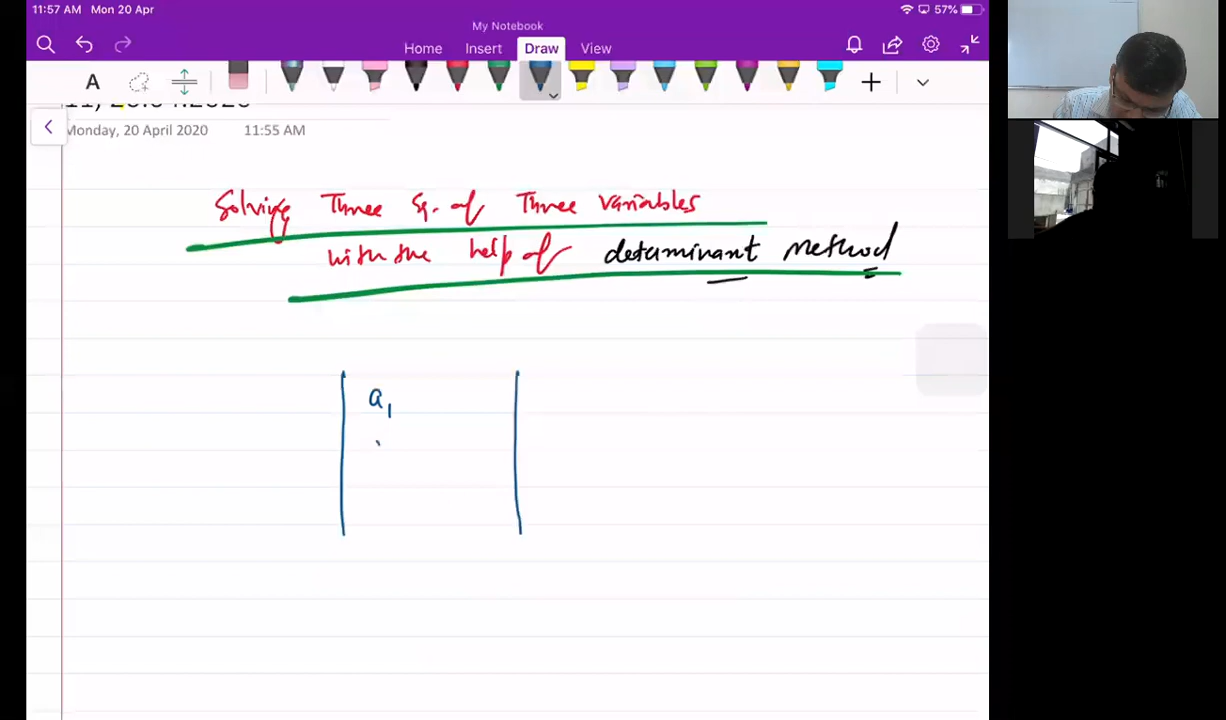 11:57 AM Mon 20 Apr
57%
My Notebook
Home Insert Draw View
Monday, 20 April 2020 11:55 AM
Solving Three Eq. of Three variables
with the help of determinant method
a1